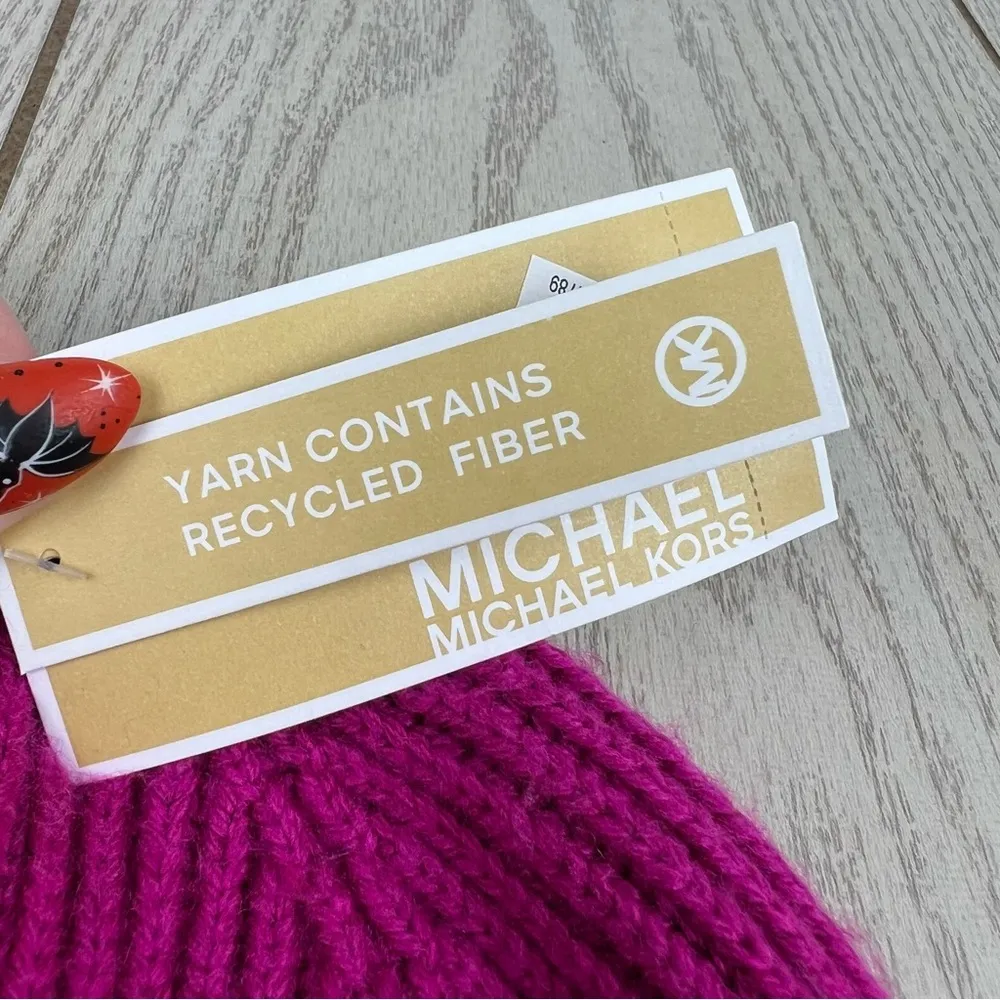 YARN CONTAINS
RECYCLED FIBER
MK
MICHAEL
MICHAEL KORS